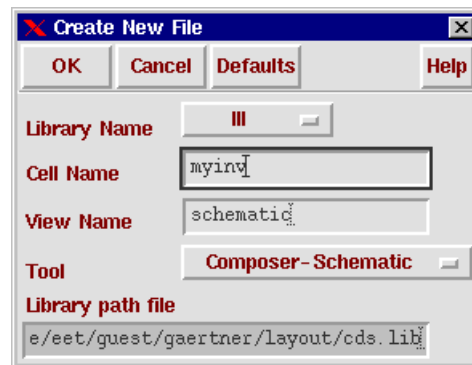 Create New File
OK Cancel Defaults Help
Library Name III
Cell Name myinv
View Name schematic
Tool Composer-Schematic
Library path file
e/eet/guest/gaertner/layout/cds.lib